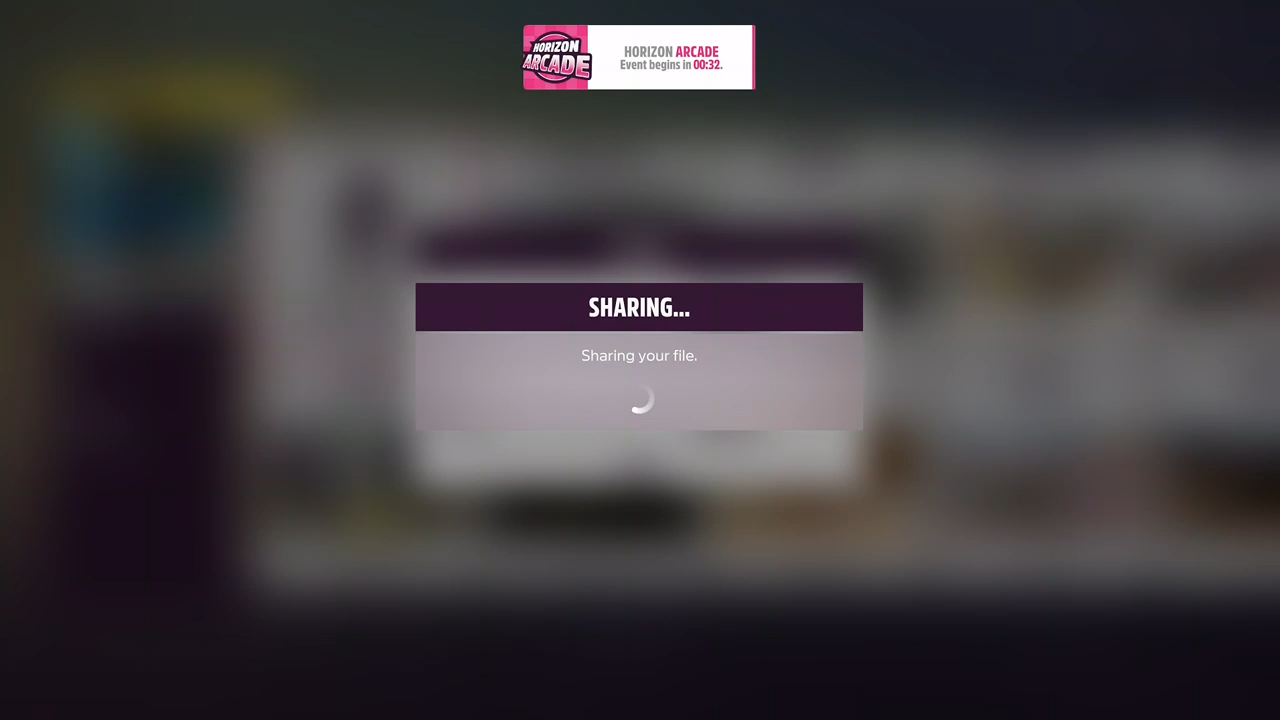 HORIZON
ARCADE
HORIZON ARCADE
Event begins in 00:32.
SHARING...
Sharing your file.